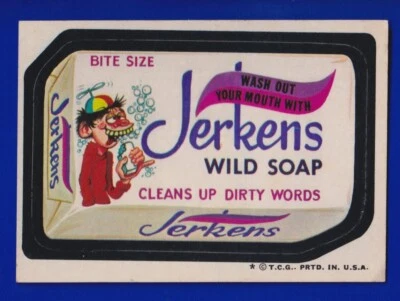 BITE SIZE
WASH OUT
YOUR MOUTH WITH
Jerkens
WILD SOAP
CLEANS UP DIRTY WORDS
Jerkens
Jerkens
* © T.C.G.. PRTD. IN. U.S.A.